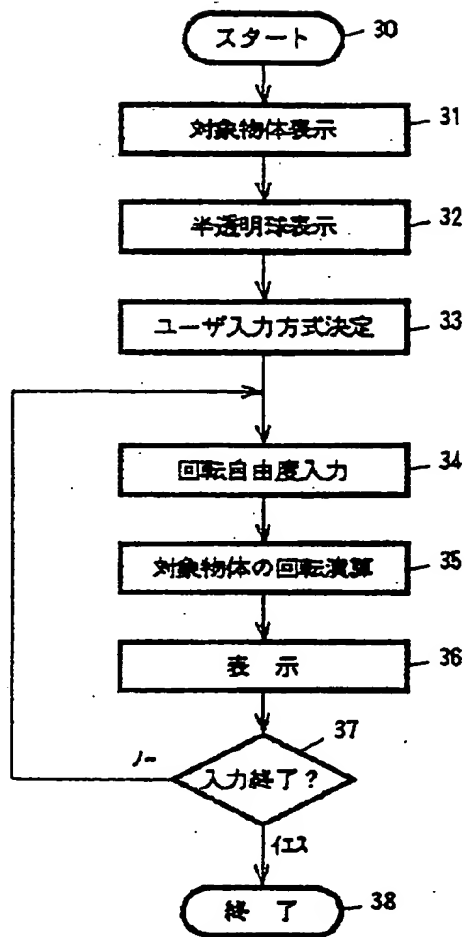 スタート 30
対象物体表示 31
半透明球表示 32
ユーザ入力方式決定 33
回転自由度入力 34
対象物体の回転演算 35
表 示 36
37
ノー 入力終了?
イエス
終 了 38